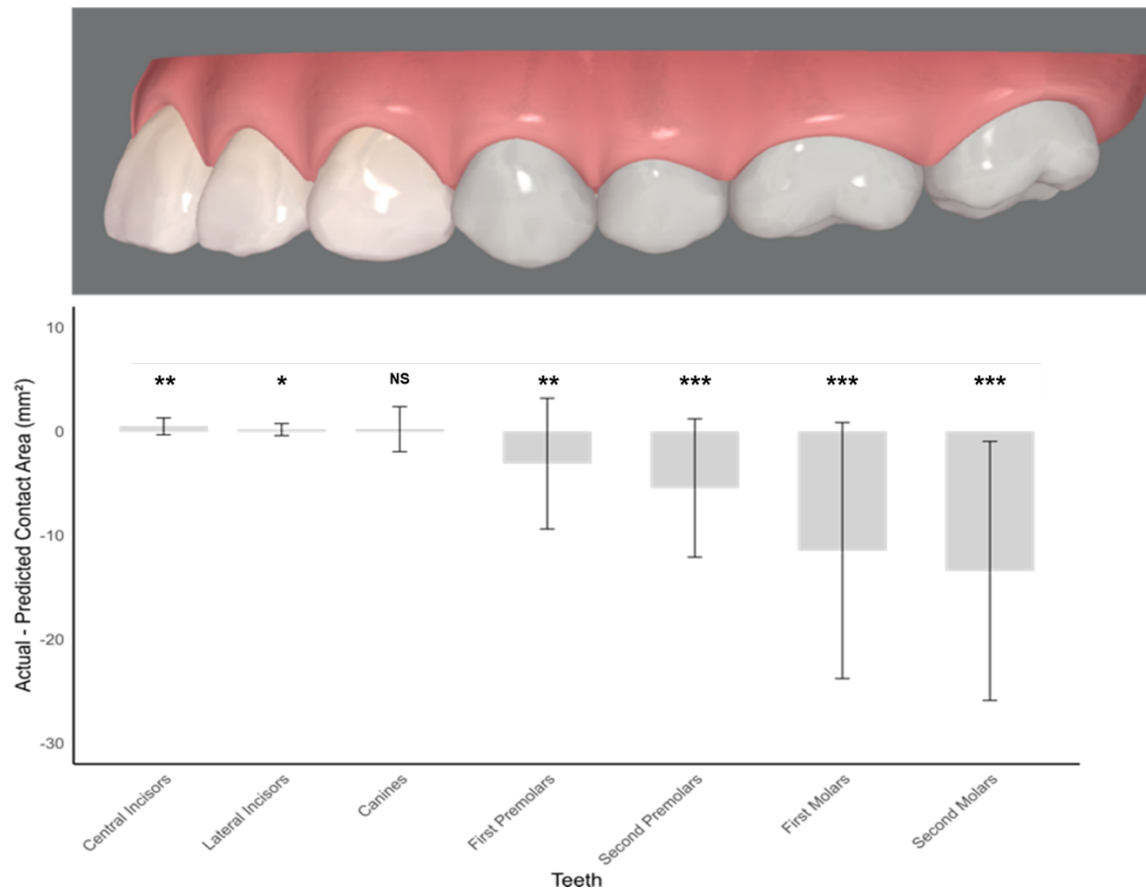 10
** * NS ** *** *** ***
0
-10
-20
-30
Actual - Predicted Contact Area (mm²)
Central Incisors
Lateral Incisors
Canines
First Premolars
Second Premolars
First Molars
Second Molars
Teeth